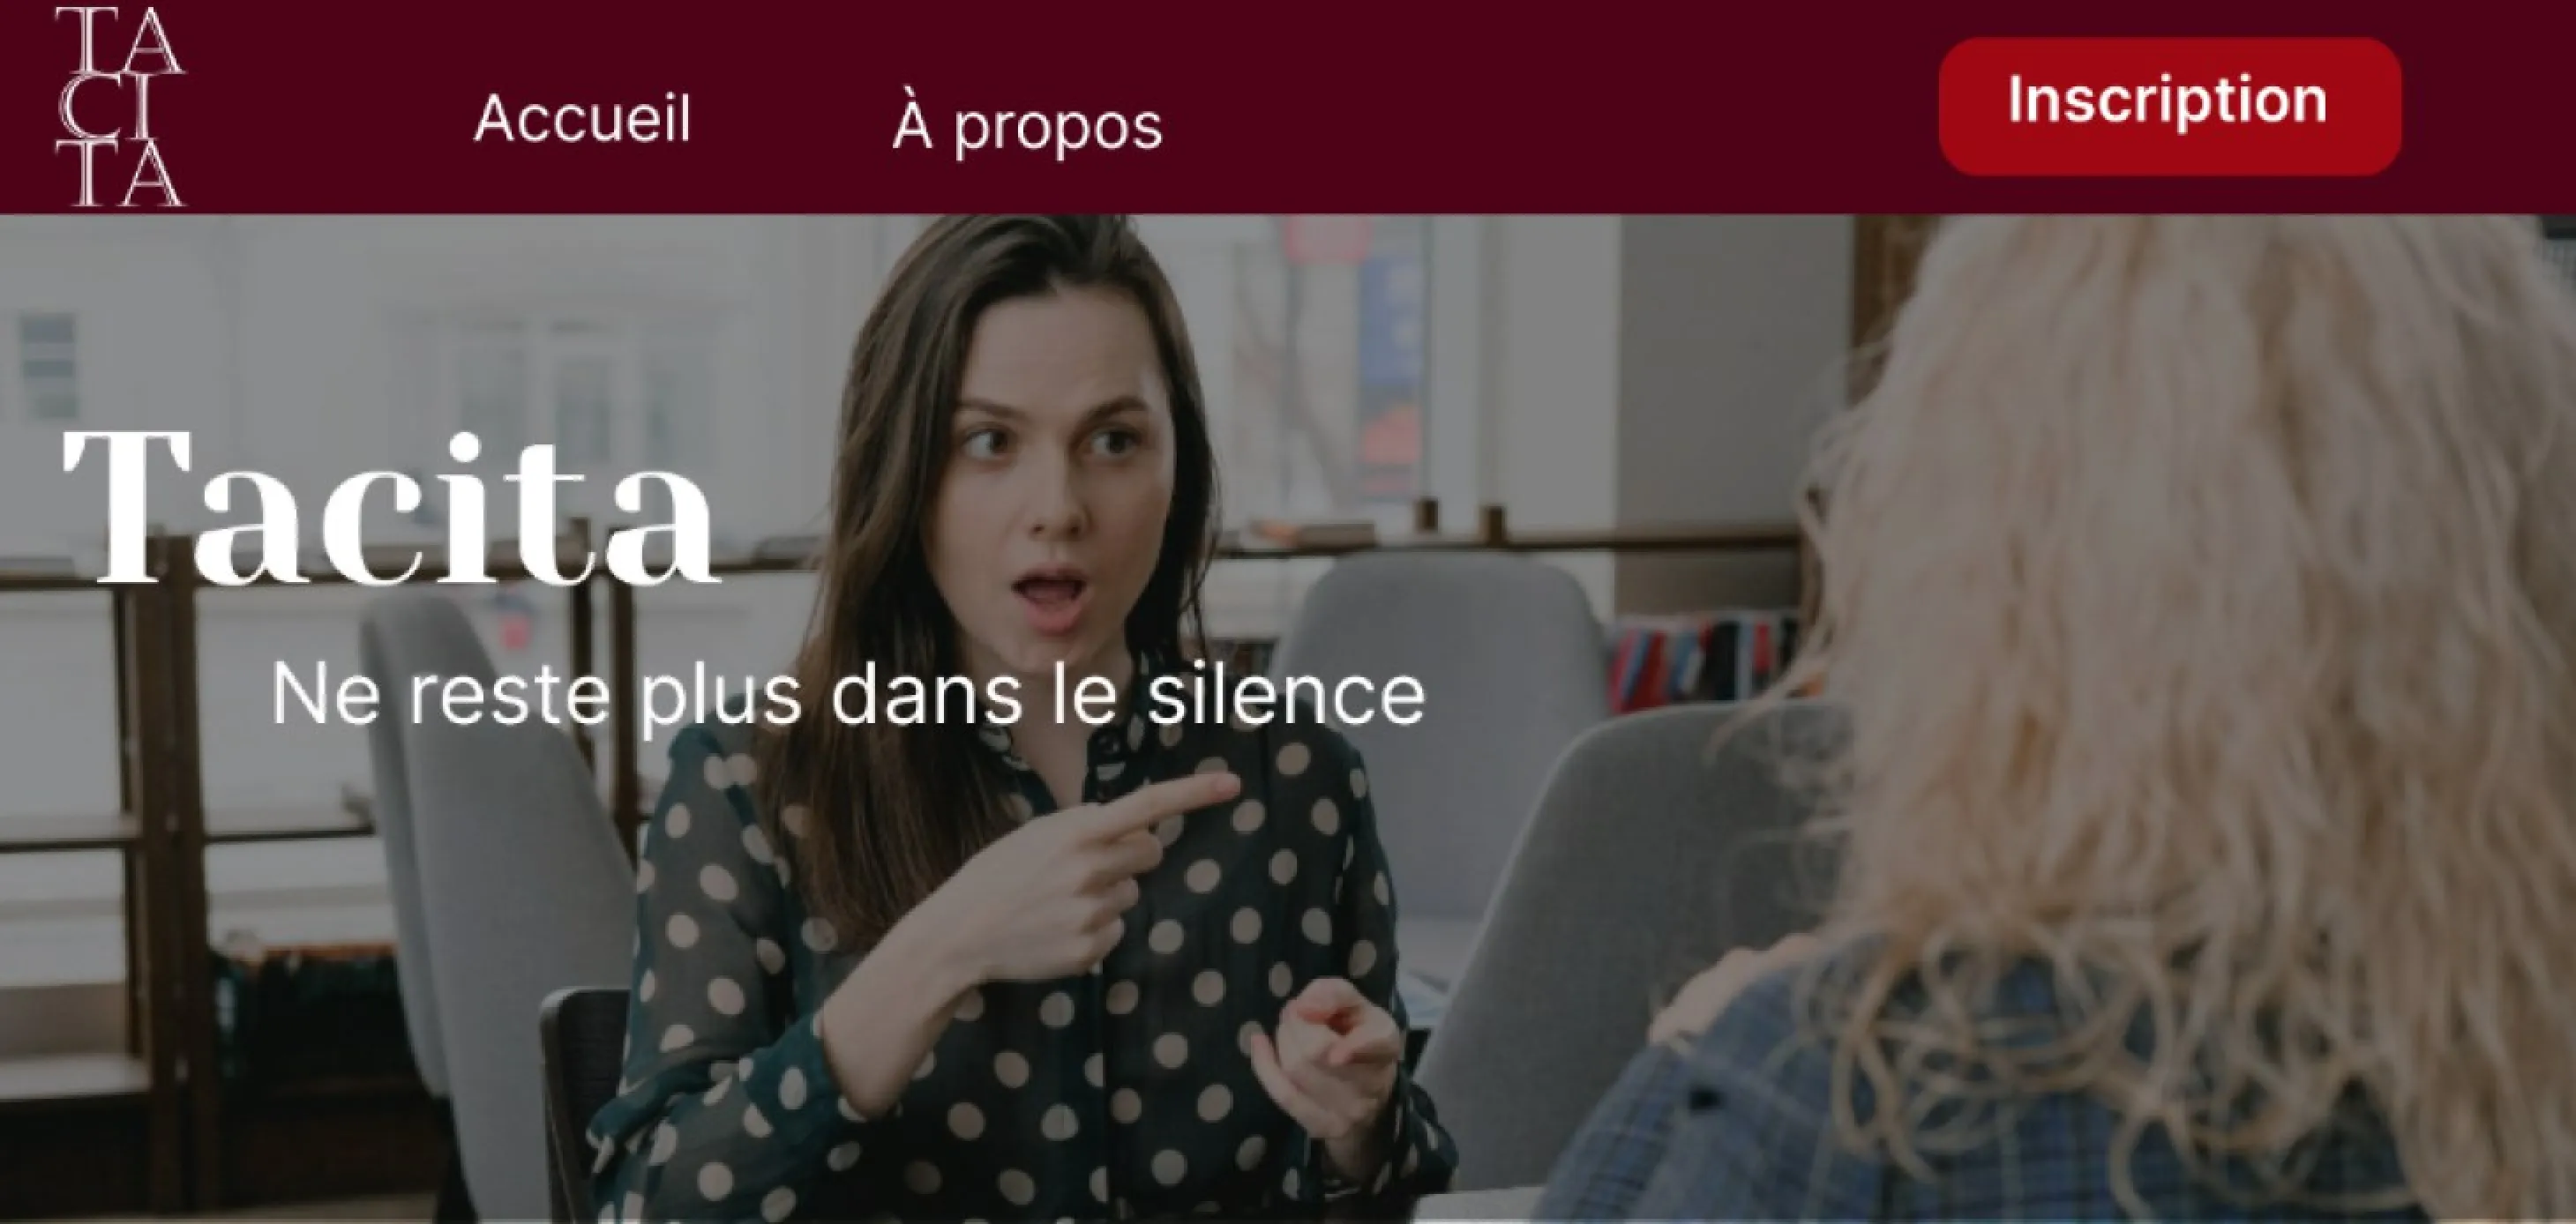 TA
CI
TA
Accueil
À propos
Inscription
Tacita
Ne reste plus dans le silence